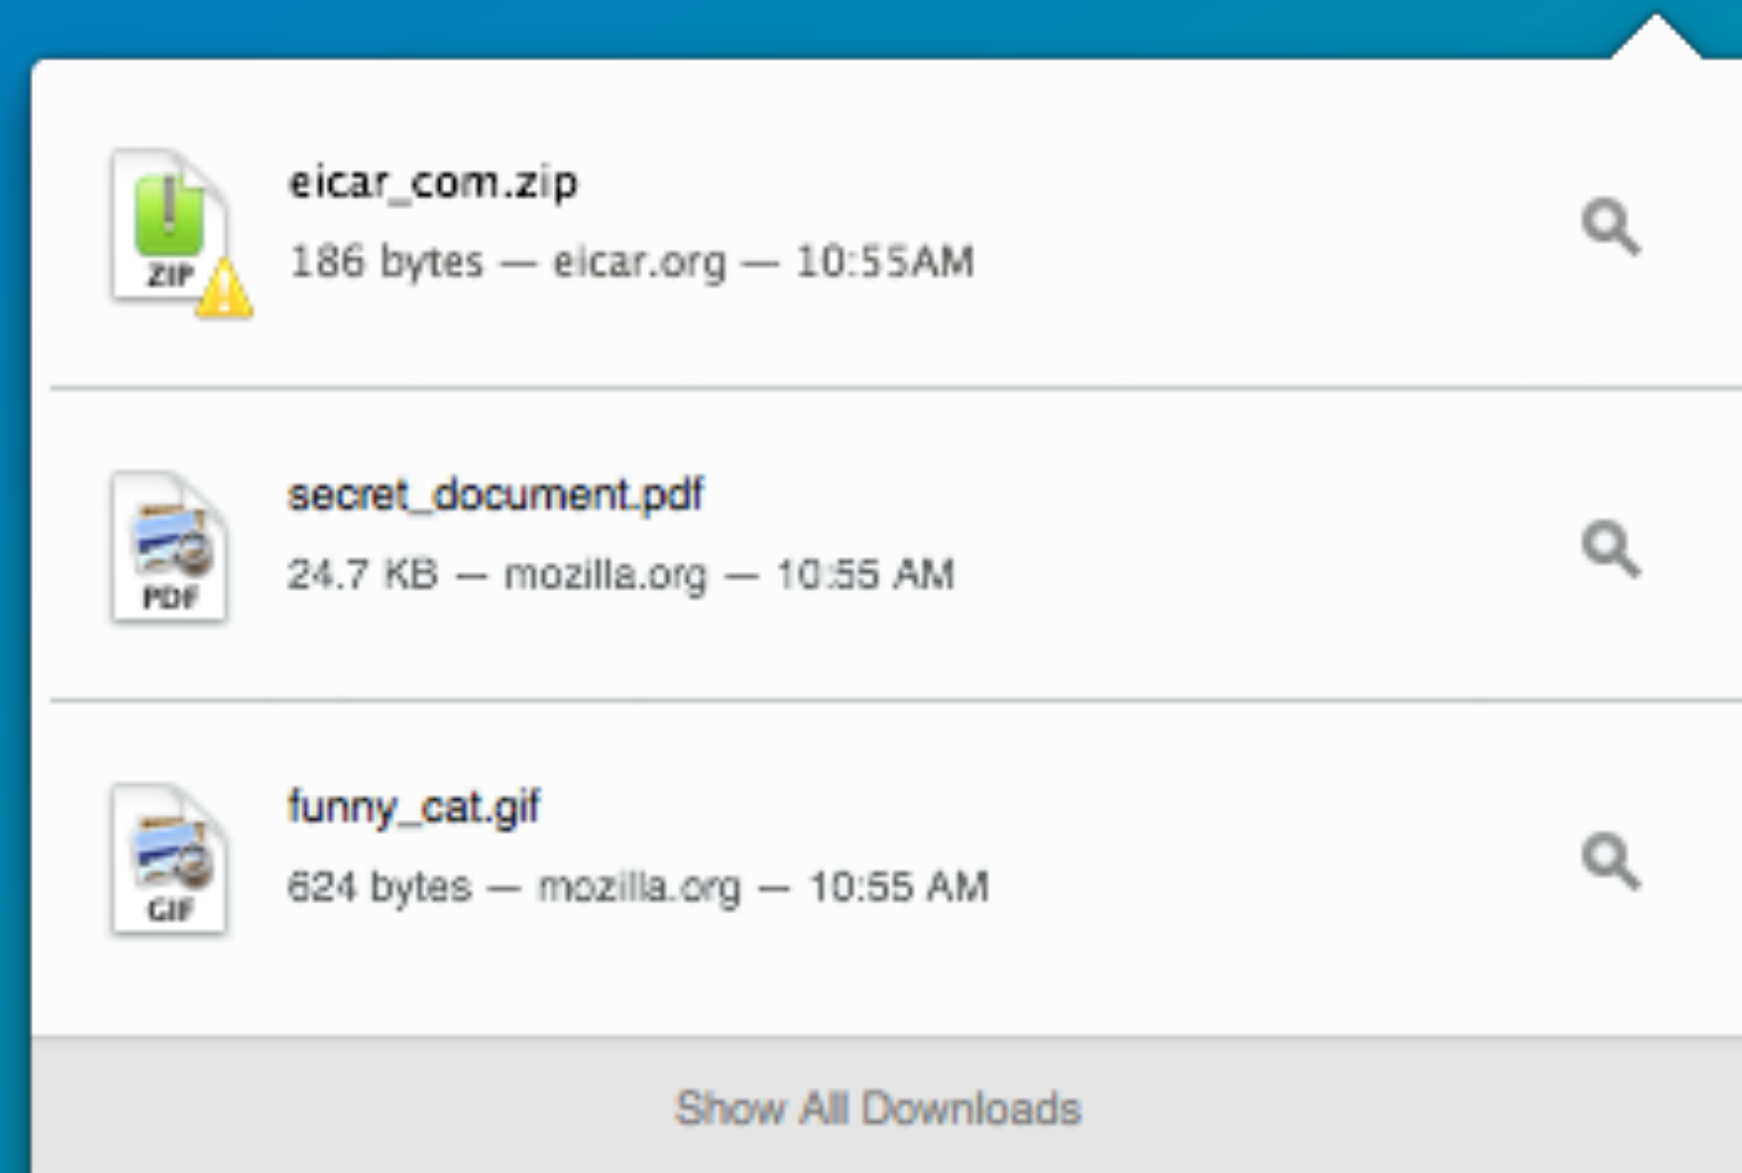 eicar_com.zip
186 bytes — eicar.org — 10:55AM
ZIP
secret_document.pdf
24.7 KB — mozilla.org — 10:55 AM
PDF
funny_cat.gif
624 bytes — mozilla.org — 10:55 AM
GIF
Show All Downloads